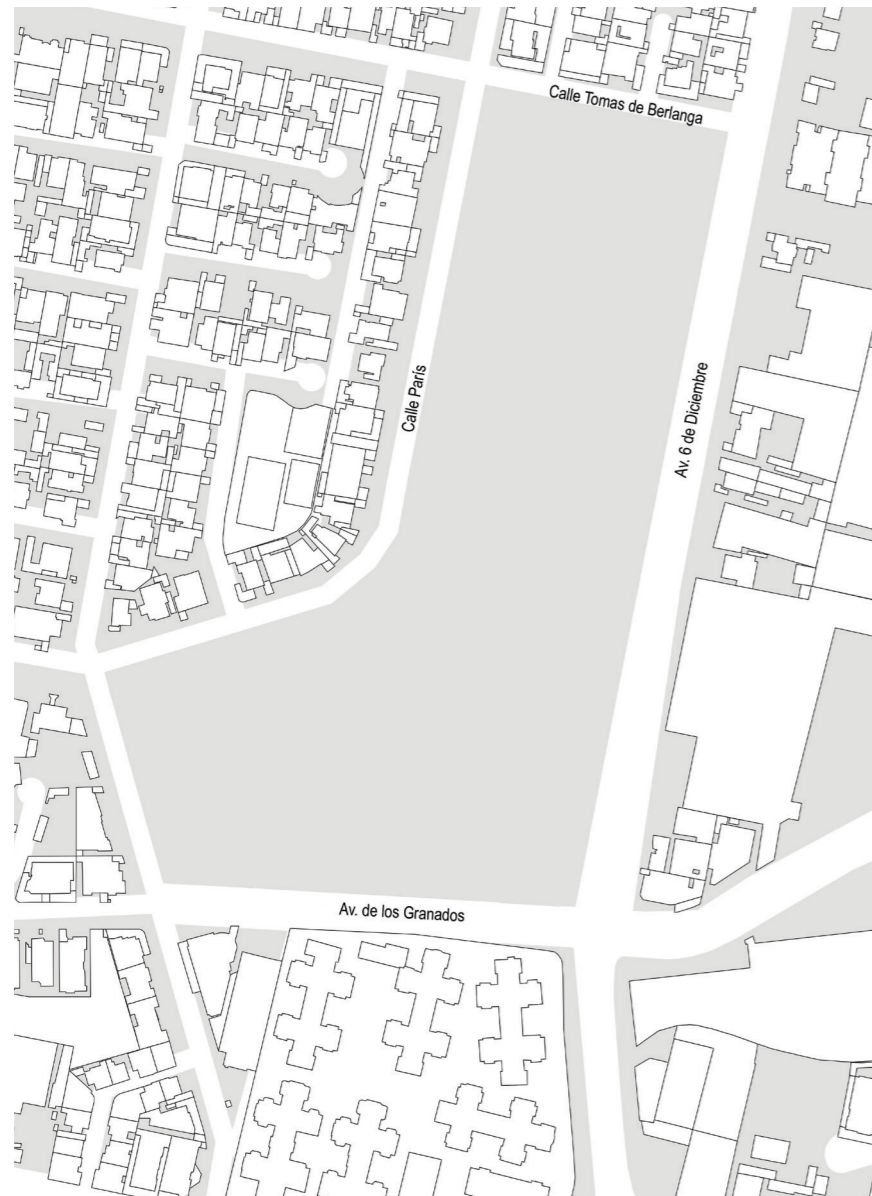 Calle Tomas de Berlanga
Calle París
Av. 6 de Diciembre
Av. de los Granados